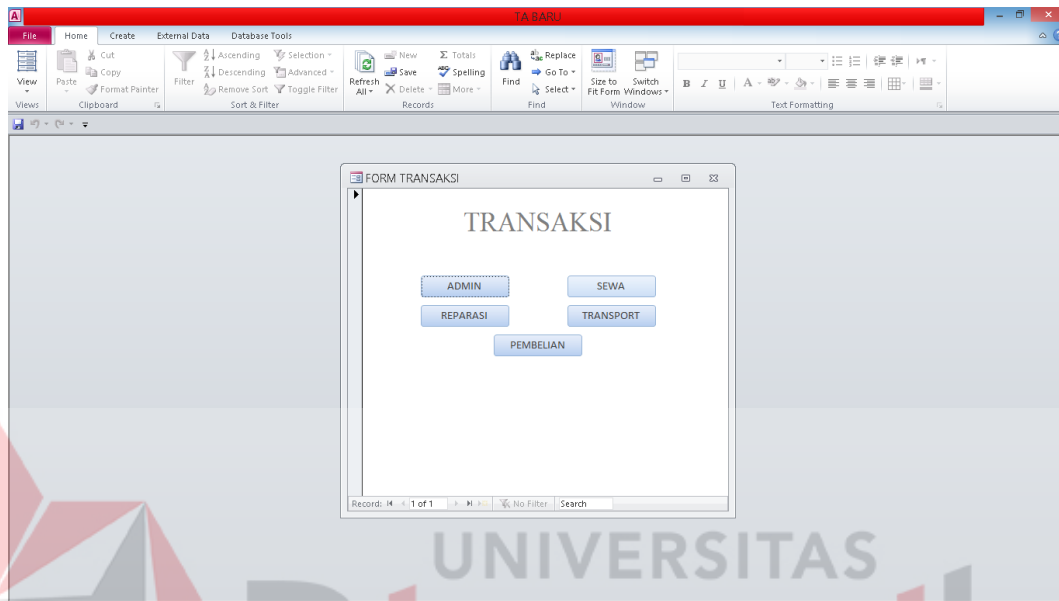 A TA BARU
File Home Create External Data Database Tools
View Paste Cut Copy Format Painter Filter Ascending Descending Remove Sort Selection Advanced Toggle Filter Refresh All New Save Delete Totals Spelling More Find Replace Go To Select Size to Fit Form Switch Windows B I U A
Views Clipboard Sort & Filter Records Find Window Text Formatting
FORM TRANSAKSI
TRANSAKSI
ADMIN SEWA
REPARASI TRANSPORT
PEMBELIAN
Record: 1 of 1 No Filter Search
UNIVERSITAS